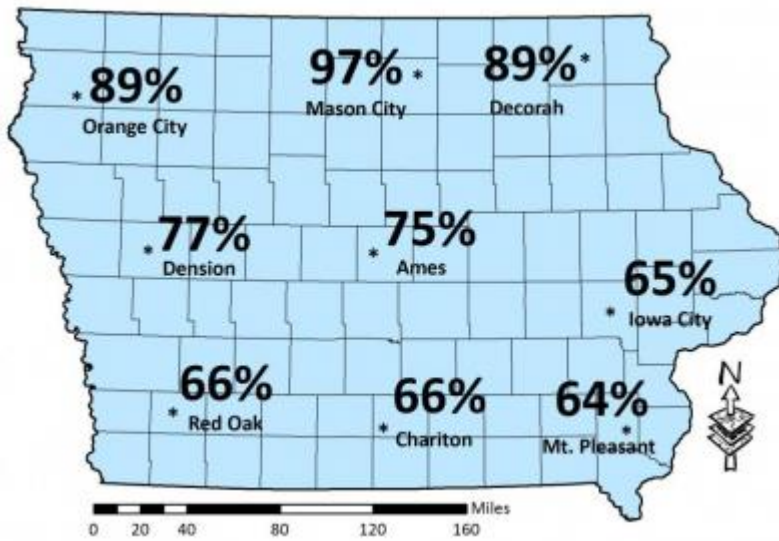 89%
Orange City
97%
Mason City
89%
Decorah
77%
Dension
75%
Ames
65%
Iowa City
66%
Red Oak
66%
Chariton
64%
Mt. Pleasant
N
Miles
0 20 40 80 120 160